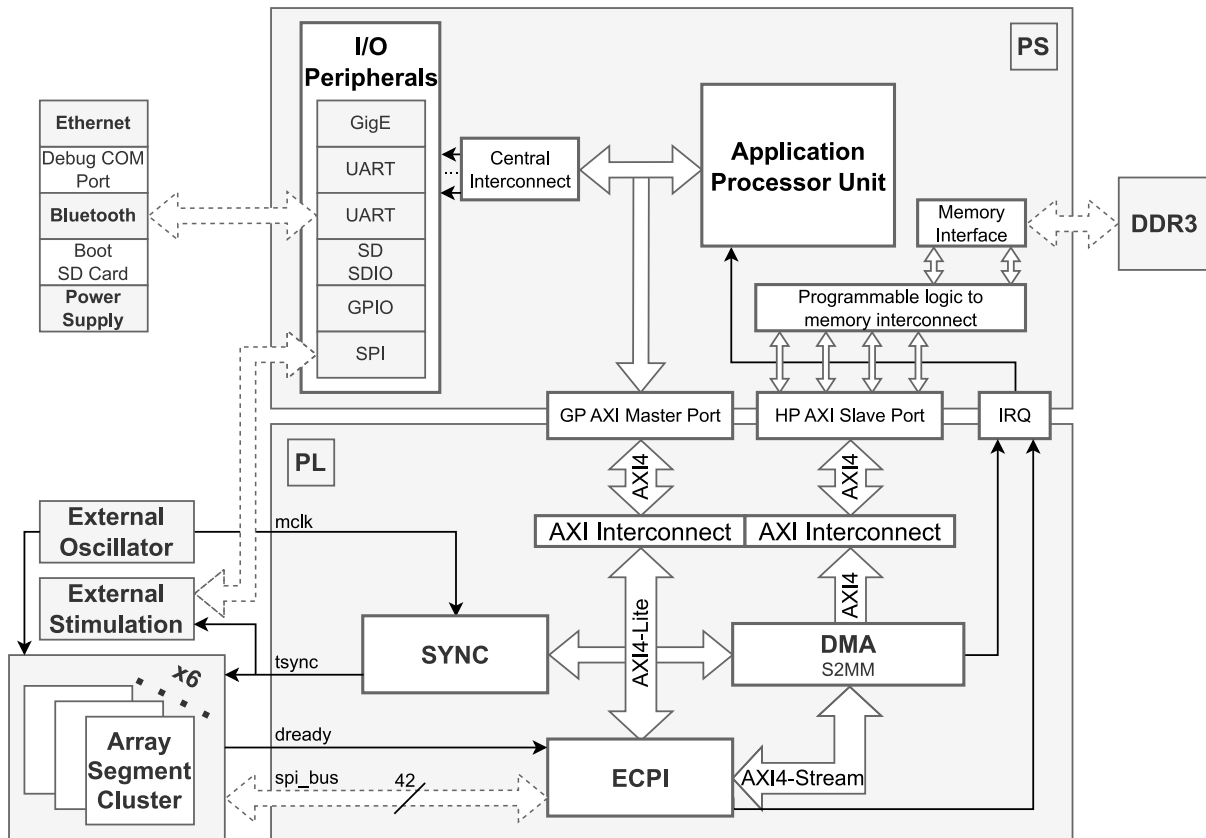 PS
I/O
Peripherals
GigE
UART
UART
SD
SDIO
GPIO
SPI
Ethernet
Debug COM
Port
Bluetooth
Boot
SD Card
Power
Supply
...
Central
Interconnect
Application
Processor Unit
Memory
Interface
DDR3
Programmable logic to
memory interconnect
GP AXI Master Port
HP AXI Slave Port
IRQ
PL
AXI4
AXI4
AXI Interconnect
AXI Interconnect
External
Oscillator
mclk
External
Stimulation
AXI4-Lite
AXI4
SYNC
DMA
S2MM
tsync
x6
Array
Segment
Cluster
dready
spi_bus
42
ECPI
AXI4-Stream